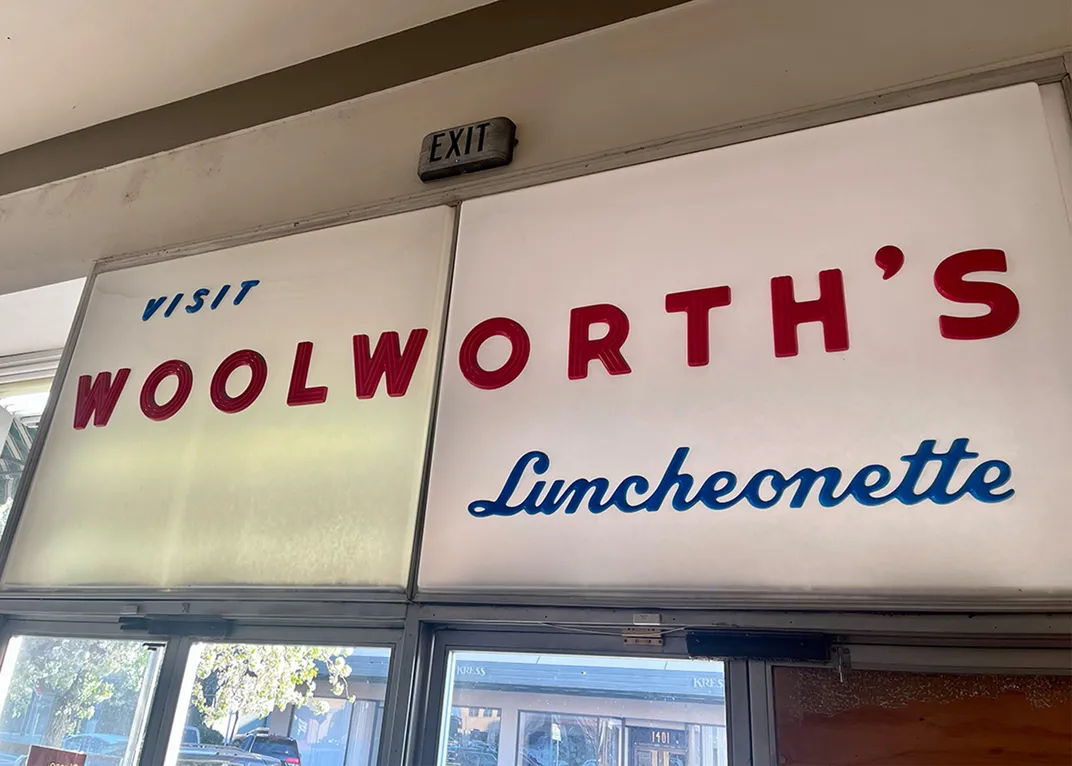 EXIT
VISIT
WOOLWORTH'S
Luncheonette
KRESS
KRESS
1401